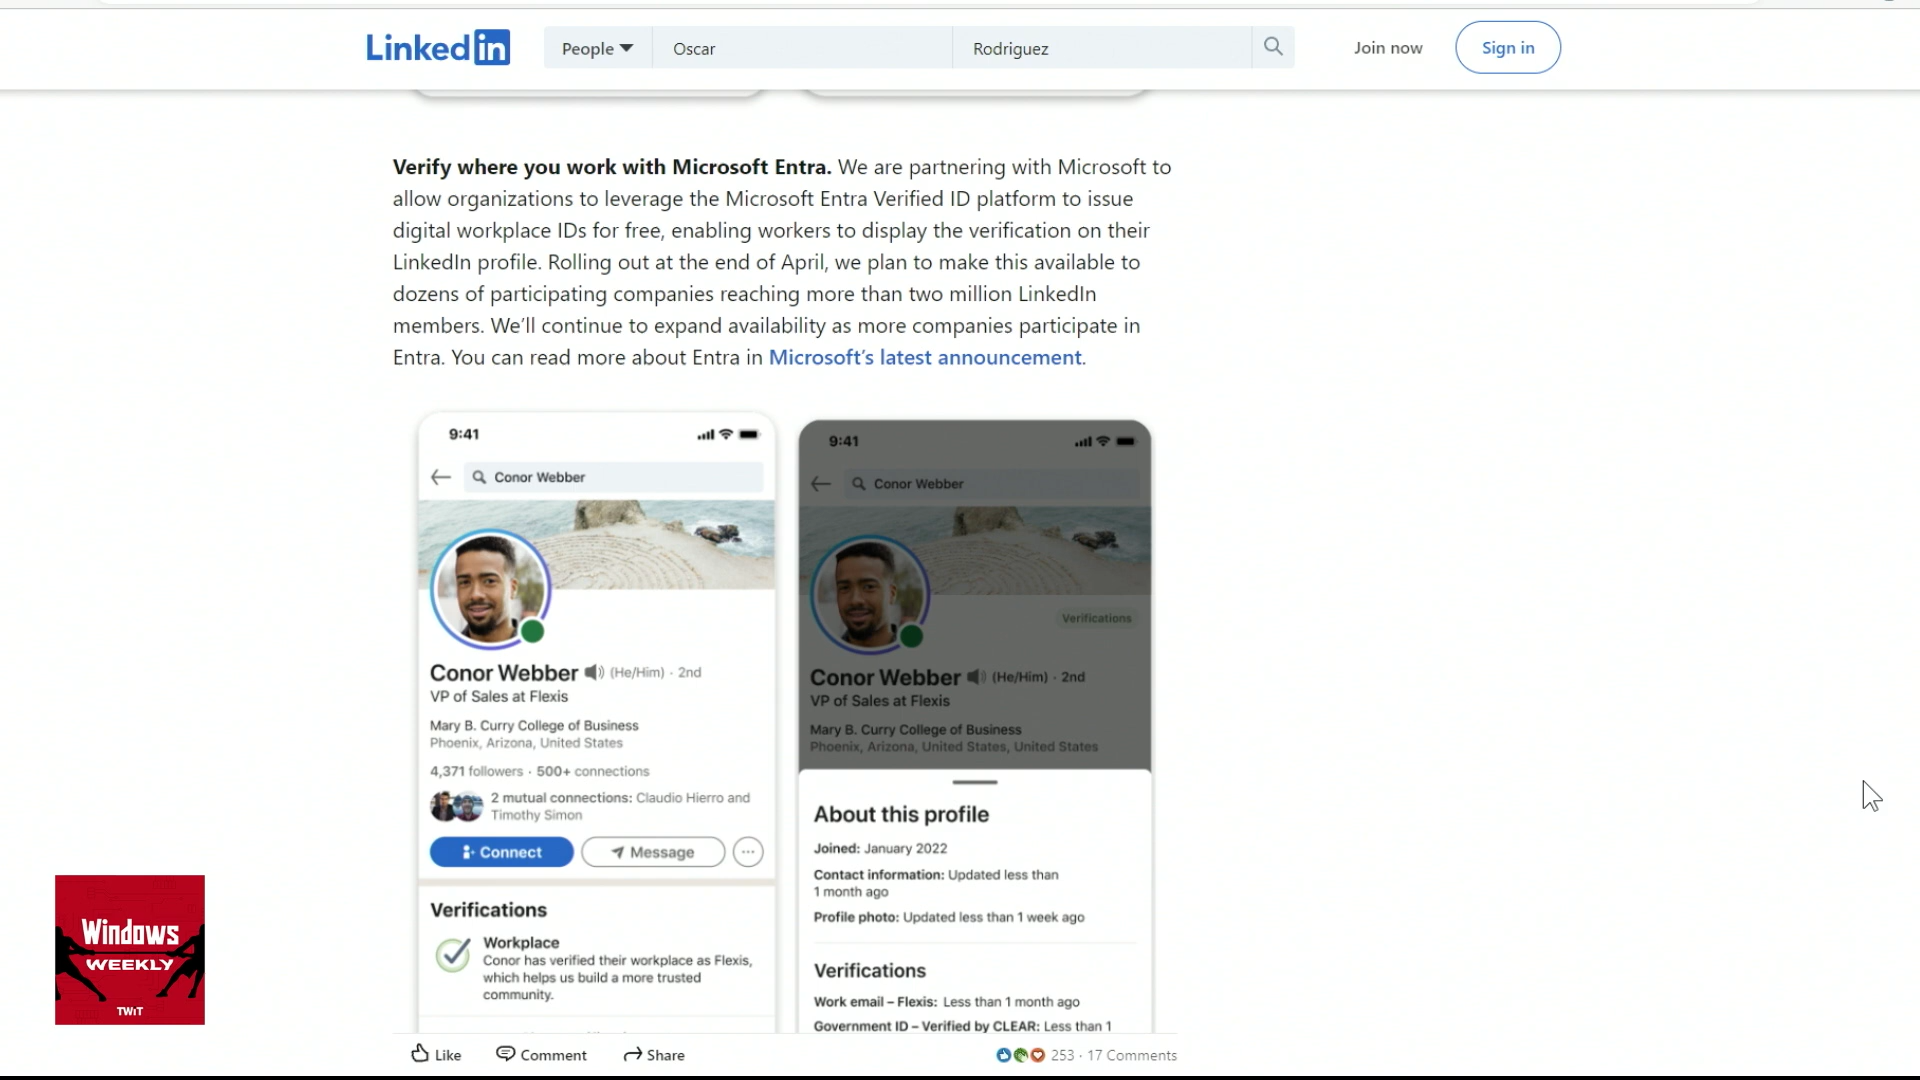 LinkedIn People Oscar Rodriguez Join now Sign in
Verify where you work with Microsoft Entra. We are partnering with Microsoft to
allow organizations to leverage the Microsoft Entra Verified ID platform to issue
digital workplace IDs for free, enabling workers to display the verification on their
LinkedIn profile. Rolling out at the end of April, we plan to make this available to
dozens of participating companies reaching more than two million LinkedIn
members. We’ll continue to expand availability as more companies participate in
Entra. You can read more about Entra in Microsoft’s latest announcement.
9:41
Conor Webber
Conor Webber (He/Him) · 2nd
VP of Sales at Flexis
Mary B. Curry College of Business
Phoenix, Arizona, United States
4,371 followers · 500+ connections
2 mutual connections: Claudio Hierro and
Timothy Simon
Connect Message
Verifications
Workplace
Conor has verified their workplace as Flexis,
which helps us build a more trusted
community.
9:41
Conor Webber
Verifications
Conor Webber (He/Him) · 2nd
VP of Sales at Flexis
Mary B. Curry College of Business
Phoenix, Arizona, United States, United States
About this profile
Joined: January 2022
Contact information: Updated less than
1 month ago
Profile photo: Updated less than 1 week ago
Verifications
Work email – Flexis: Less than 1 month ago
Government ID – Verified by CLEAR: Less than 1
Like Comment Share 253 · 17 Comments
Windows
WEEKLY
TWiT